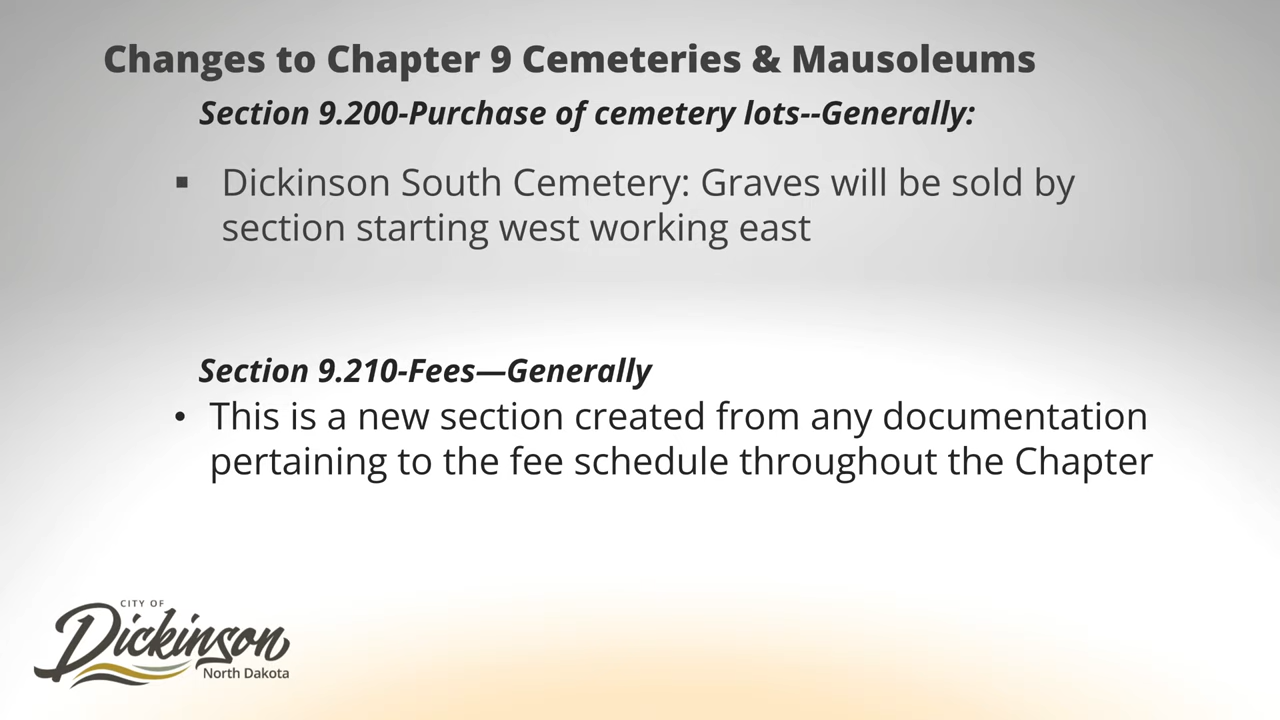 Changes to Chapter 9 Cemeteries & Mausoleums
Section 9.200-Purchase of cemetery lots--Generally:
▪ Dickinson South Cemetery: Graves will be sold by
section starting west working east
Section 9.210-Fees—Generally
• This is a new section created from any documentation
pertaining to the fee schedule throughout the Chapter
CITY OF
Dickinson
North Dakota